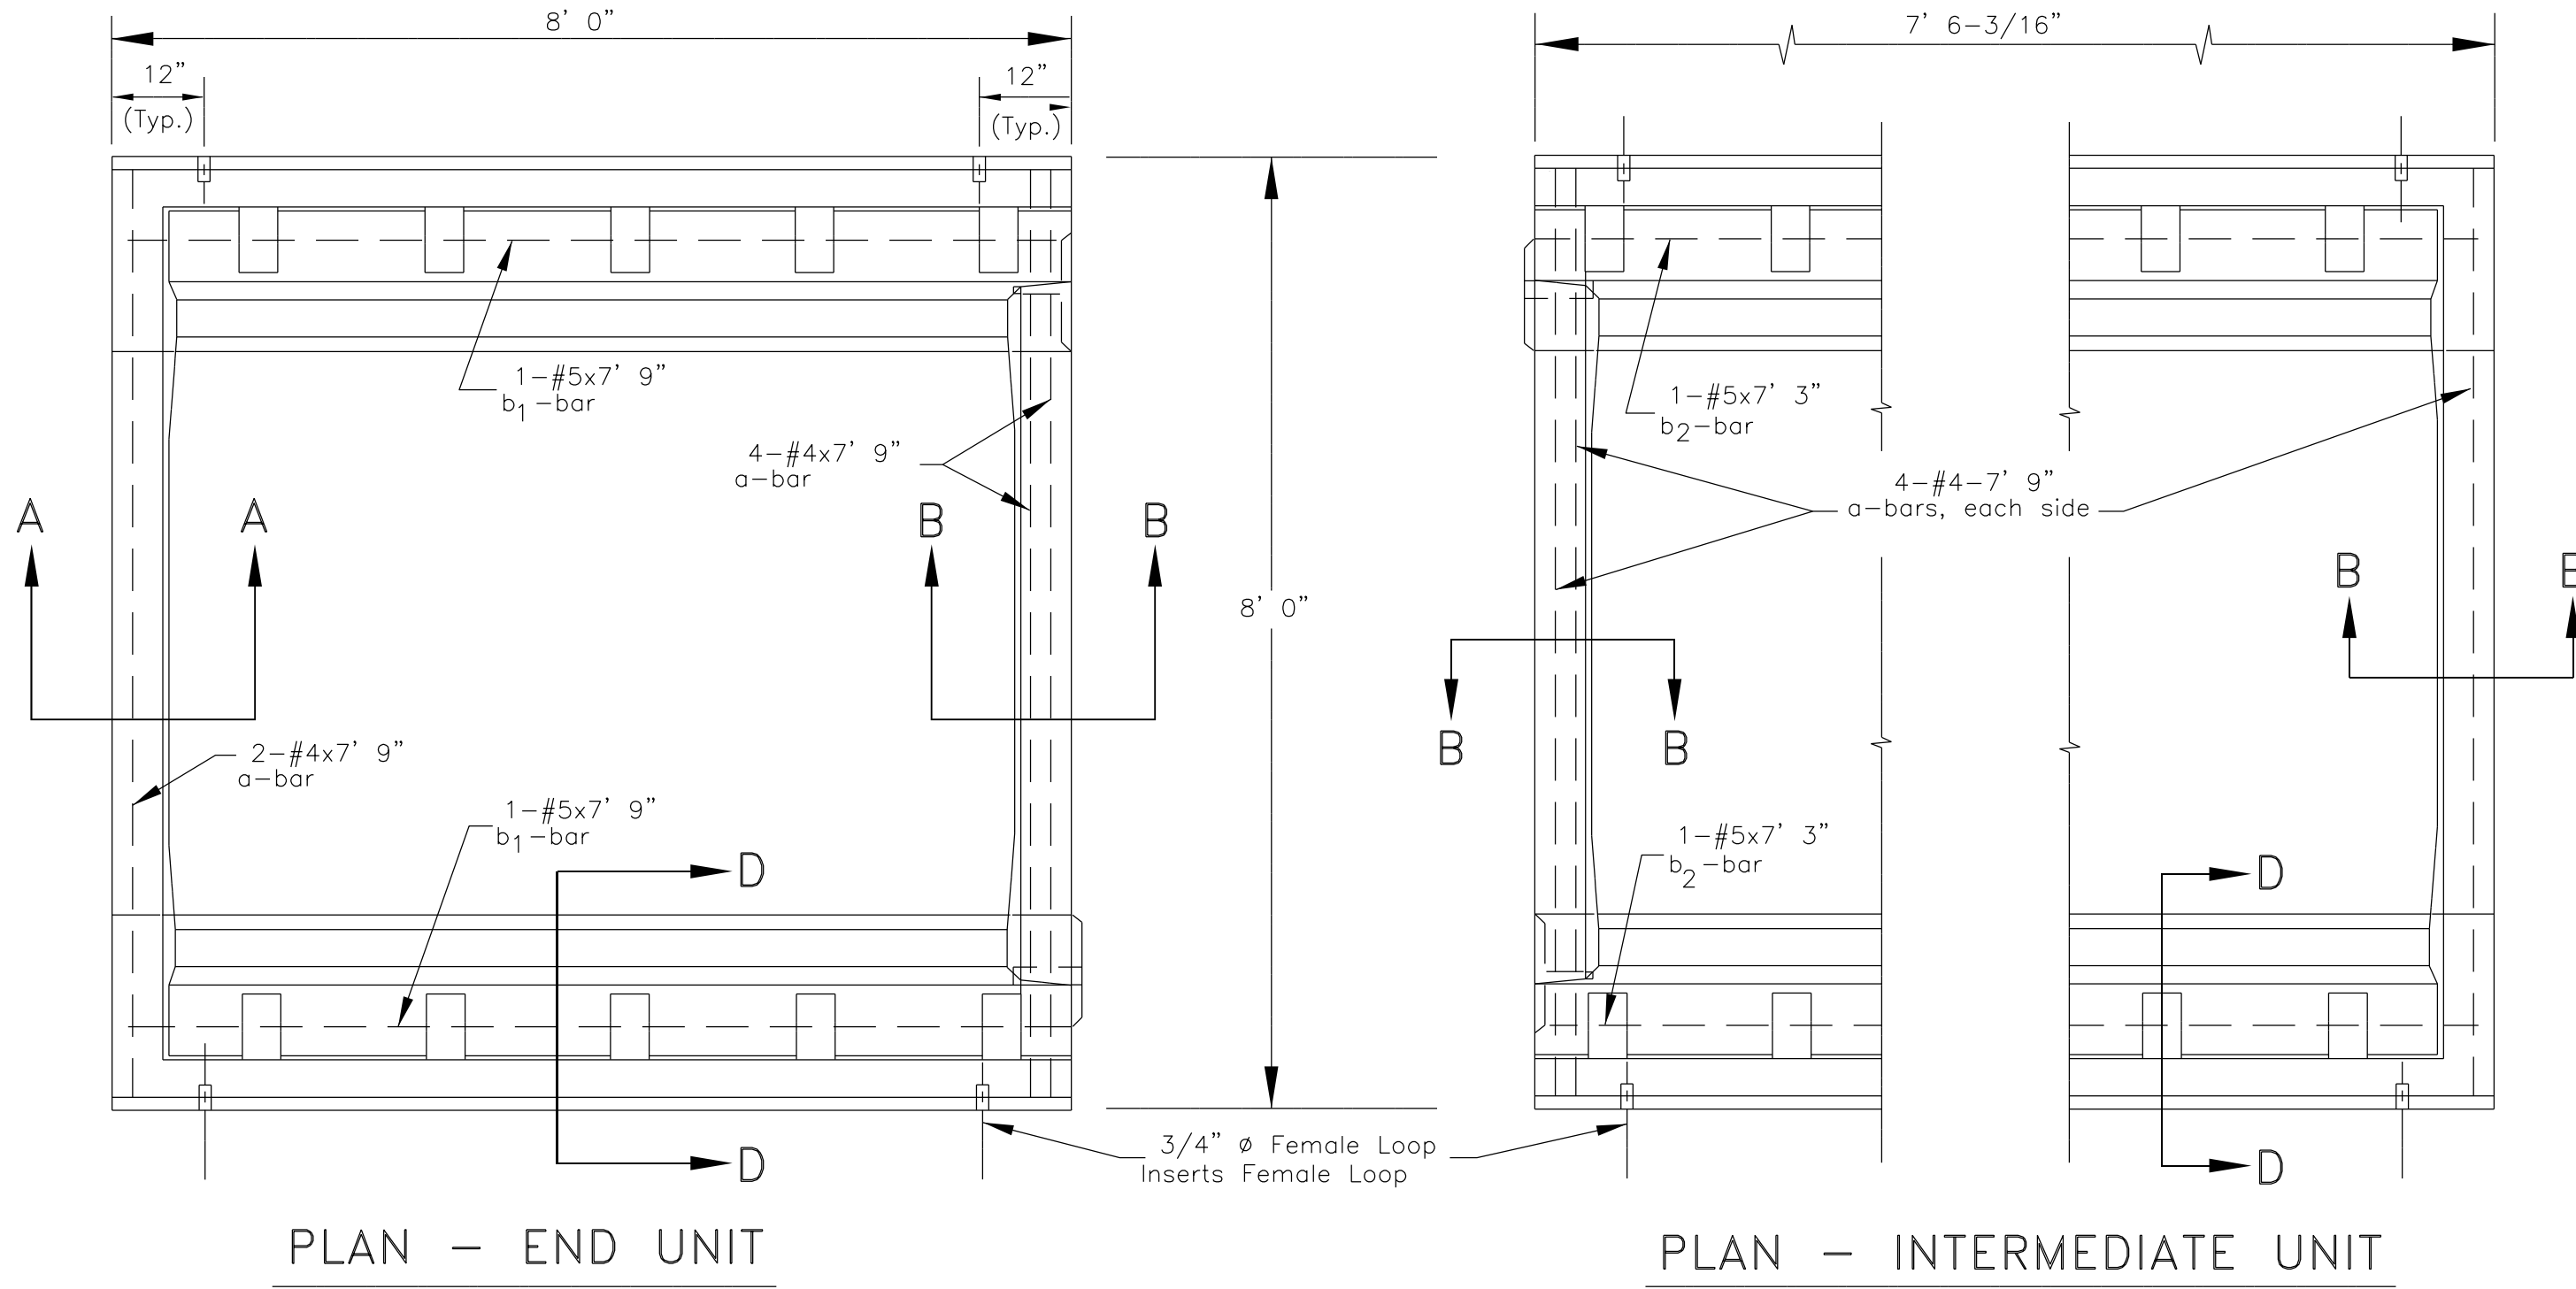 8' 0"
7' 6-3/16"
12"
(Typ.)
12"
(Typ.)
1-#5x7' 9"
b1-bar
4-#4x7' 9"
a-bar
1-#5x7' 3"
b2-bar
4-#4-7' 9"
a-bars, each side
A
A
B
B
B
B
8' 0"
B
B
2-#4x7' 9"
a-bar
1-#5x7' 9"
b1-bar
1-#5x7' 3"
b2-bar
D
D
3/4" ø Female Loop
Inserts Female Loop
D
D
PLAN - END UNIT
PLAN - INTERMEDIATE UNIT